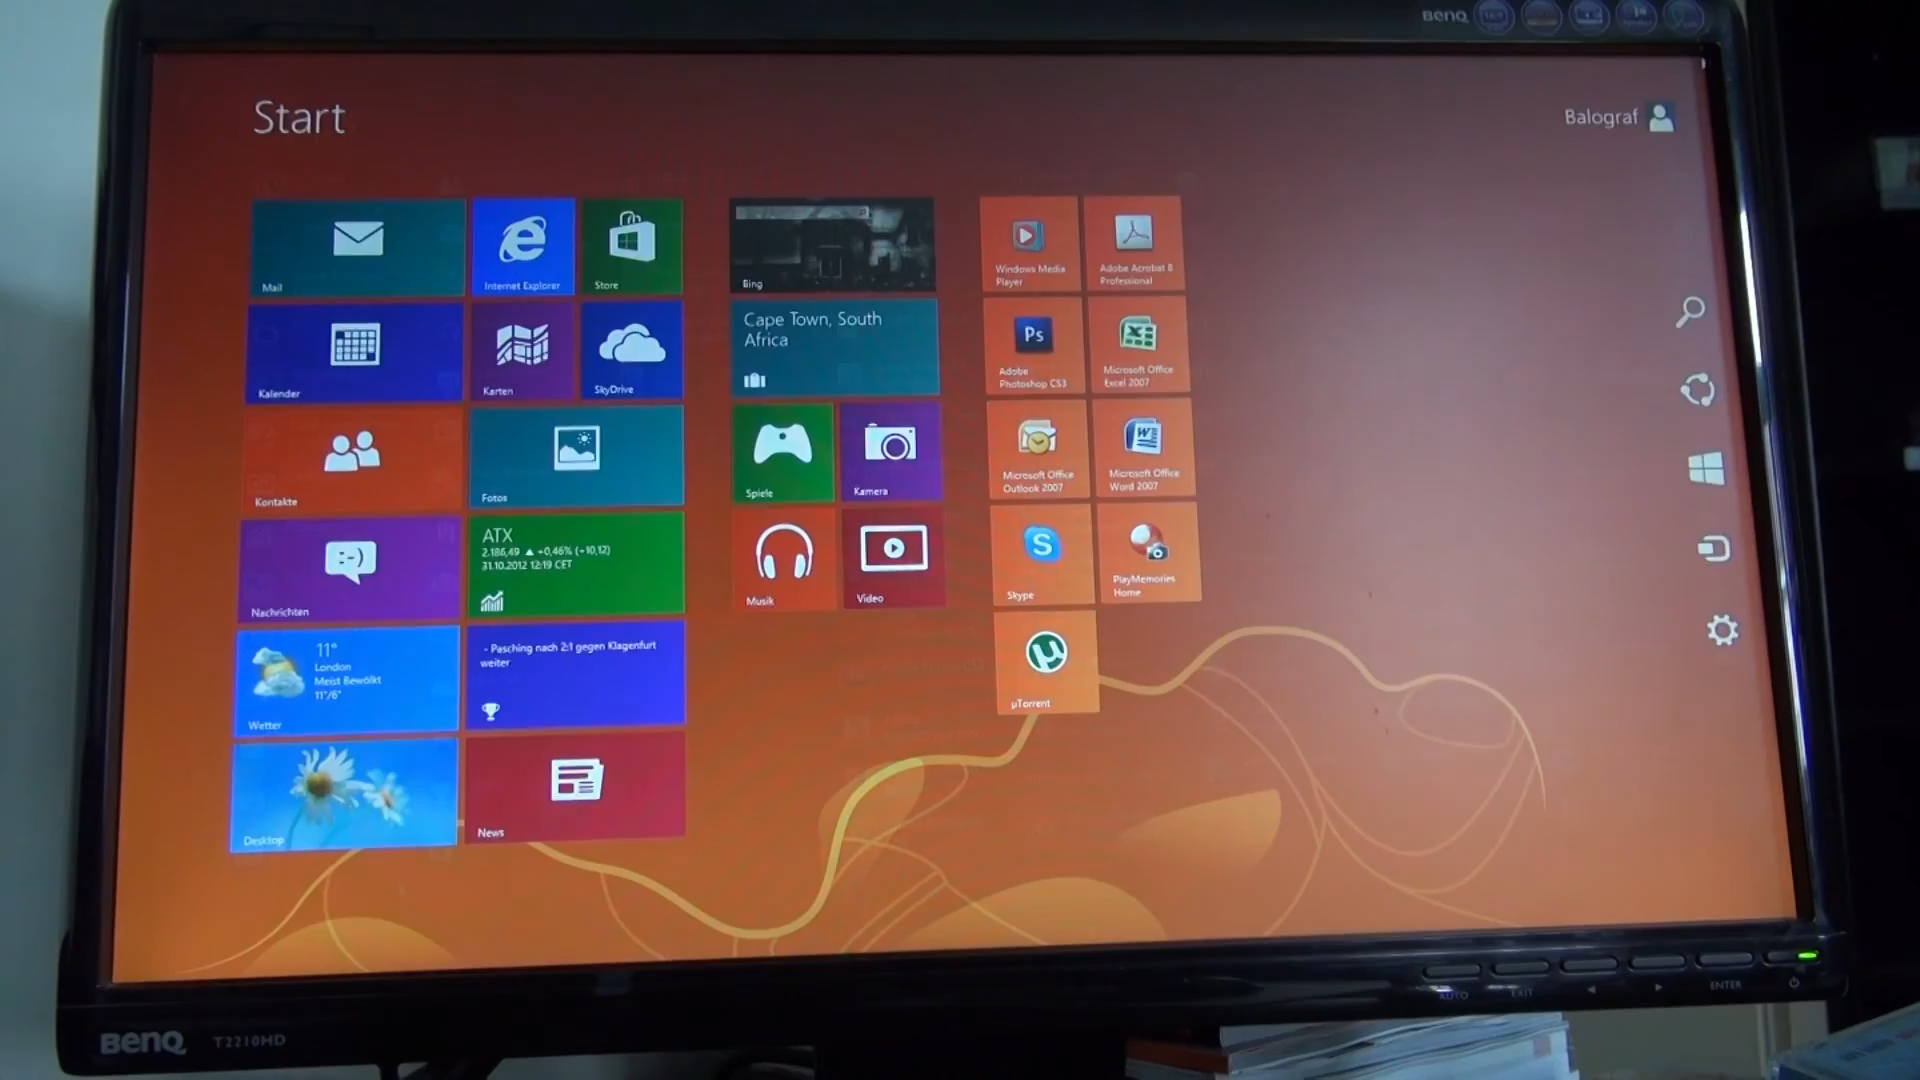 BenQ
Start
Balograf
Mail
Internet Explorer
Store
Bing
Windows Media
Player
Adobe Acrobat 8
Professional
Kalender
Karten
SkyDrive
Cape Town, South
Africa
Ps
Adobe
Photoshop CS3
Microsoft Office
Excel 2007
Kontakte
Fotos
Spiele
Kamera
Microsoft Office
Outlook 2007
Microsoft Office
Word 2007
Nachrichten
ATX
2.186,49 ▲ +0,46% (+10,12)
31.10.2012 12:19 CET
Musik
Video
Skype
PlayMemories
Home
11°
London
Meist Bewölkt
11°/6°
Wetter
- Pasching nach 2:1 gegen Klagenfurt
weiter
µTorrent
Desktop
News
AUTO
EXIT
ENTER
BenQ
T2210HD